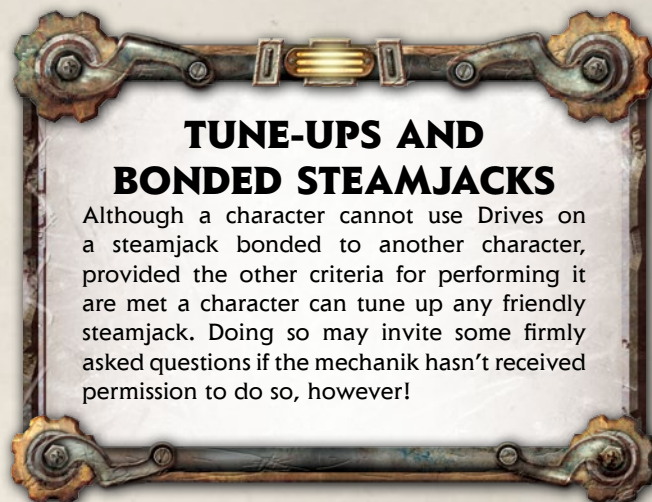 TUNE-UPS AND
BONDED STEAMJACKS
Although a character cannot use Drives on
a steamjack bonded to another character,
provided the other criteria for performing it
are met a character can tune up any friendly
steamjack. Doing so may invite some firmly
asked questions if the mechanik hasn't received
permission to do so, however!